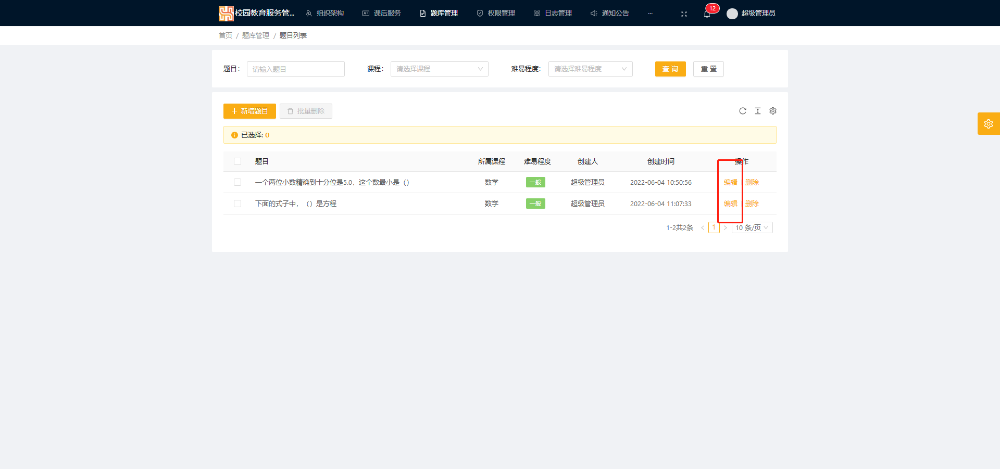 校园教育服务管... 组织架构 课后服务 题库管理 权限管理 日志管理 通知公告 ··· 12 超级管理员
首页 / 题库管理 / 题目列表
题目： 请输入题目 课程： 请选择课程 难易程度： 请选择难易程度 查 询 重 置
新增题目 批量删除
已选择: 0
题目 所属课程 难易程度 创建人 创建时间 操作
一个两位小数精确到十分位是5.0，这个数最小是（） 数学 一般 超级管理员 2022-06-04 10:50:56 编辑 删除
下面的式子中，（）是方程 数学 一般 超级管理员 2022-06-04 11:07:33 编辑 删除
1-2共2条 < 1 > 10 条/页